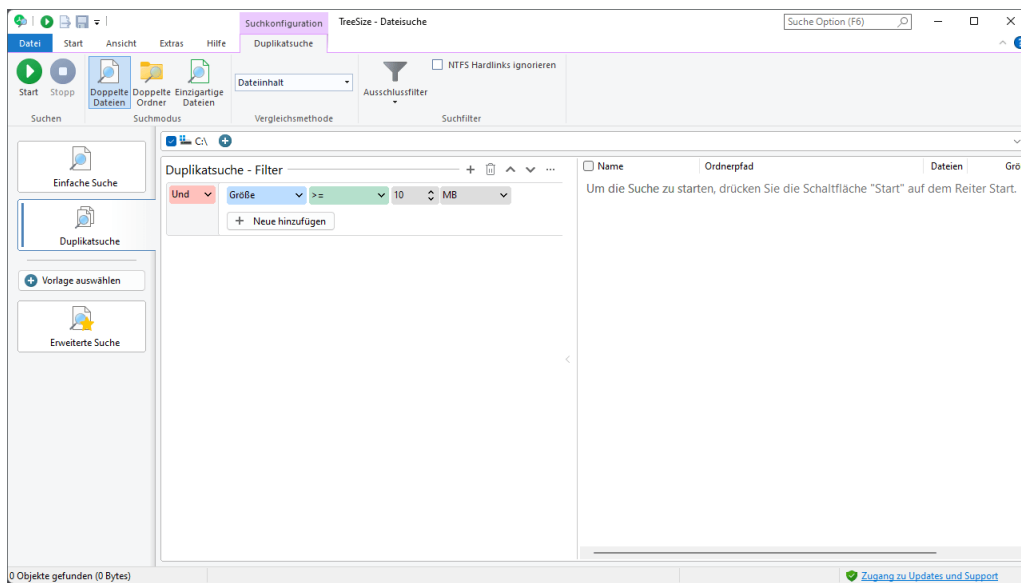 Suchkonfiguration
TreeSize - Dateisuche
Suche Option (F6)
Datei
Start
Ansicht
Extras
Hilfe
Duplikatsuche
Start
Stopp
Doppelte Dateien
Doppelte Ordner
Einzigartige Dateien
Dateiinhalt
Ausschlussfilter
NTFS Hardlinks ignorieren
Suchen
Suchmodus
Vergleichsmethode
Suchfilter
C:\
Einfache Suche
Duplikatsuche
Vorlage auswählen
Erweiterte Suche
Duplikatsuche - Filter
Und
Größe
>=
10
MB
+ Neue hinzufügen
Name
Ordnerpfad
Dateien
Grö
Um die Suche zu starten, drücken Sie die Schaltfläche "Start" auf dem Reiter Start.
0 Objekte gefunden (0 Bytes)
Zugang zu Updates und Support